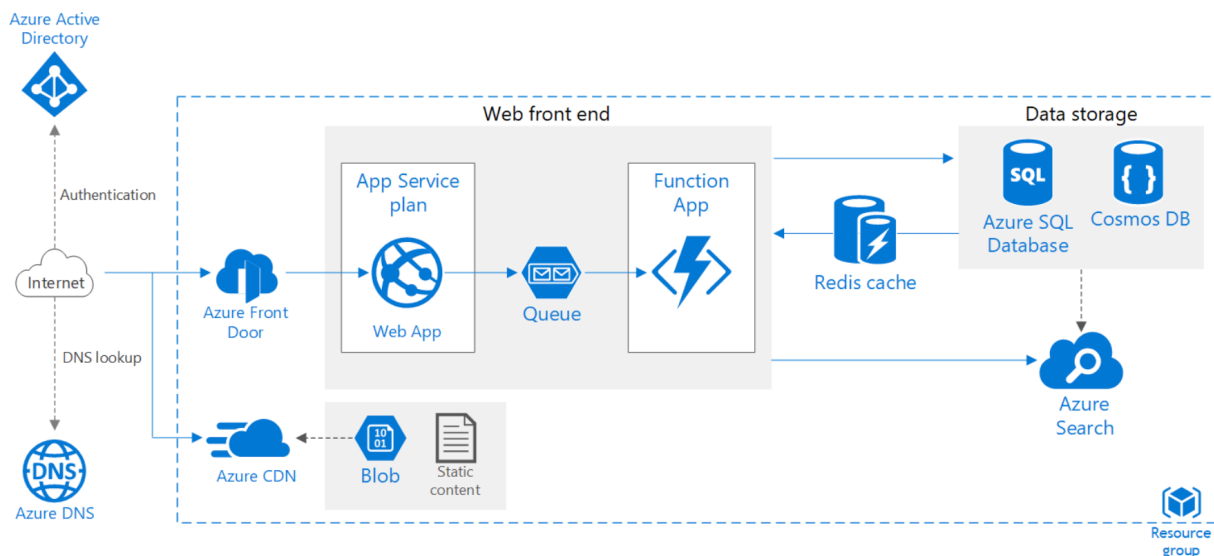 Azure Active
Directory
Authentication
Internet
DNS lookup
DNS
Azure DNS
Web front end
Data storage
App Service
plan
Web App
Queue
Function
App
Azure Front
Door
Redis cache
SQL
Azure SQL
Database
{ }
Cosmos DB
Azure
Search
Azure CDN
10
01
Blob
Static
content
Resource
group